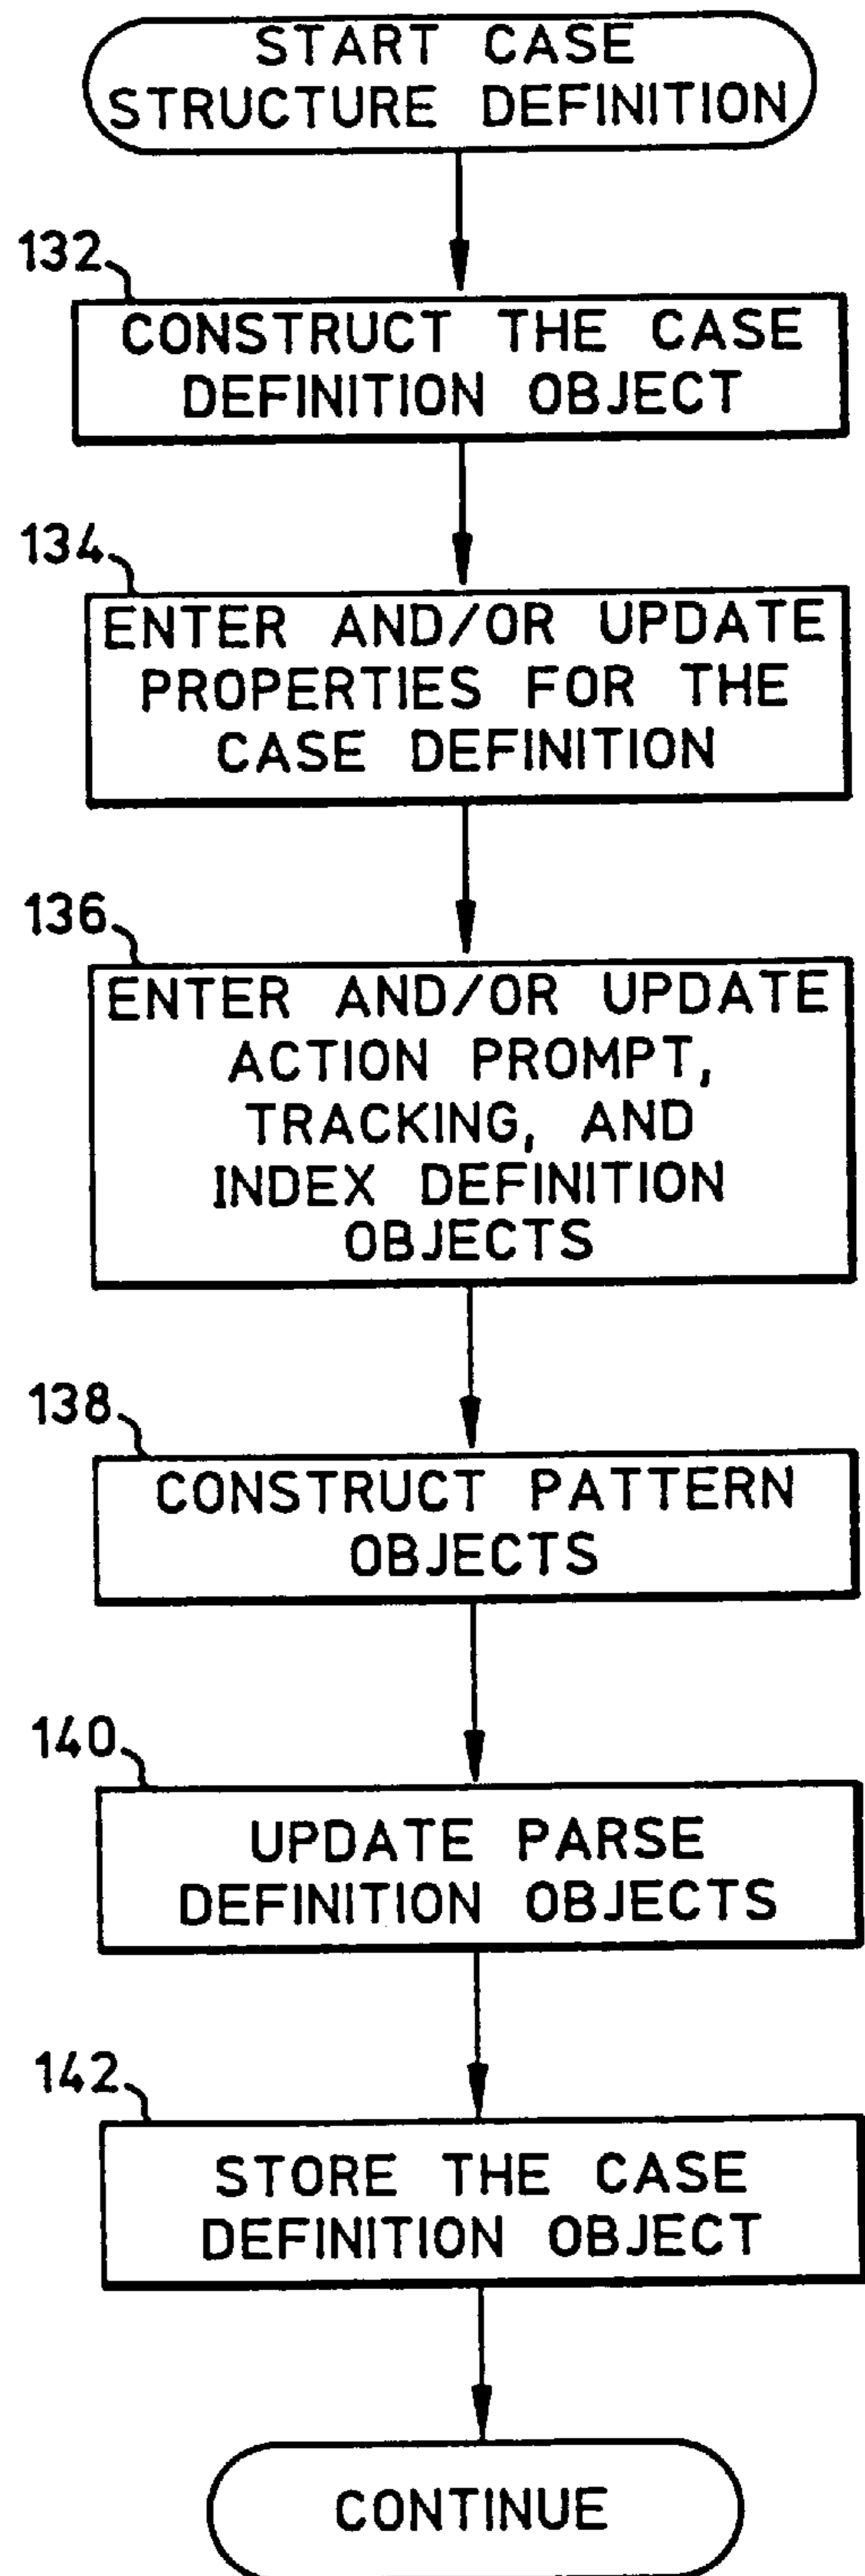 START CASE
STRUCTURE DEFINITION
132
CONSTRUCT THE CASE
DEFINITION OBJECT
134
ENTER AND/OR UPDATE
PROPERTIES FOR THE
CASE DEFINITION
136
ENTER AND/OR UPDATE
ACTION PROMPT,
TRACKING, AND
INDEX DEFINITION
OBJECTS
138
CONSTRUCT PATTERN
OBJECTS
140
UPDATE PARSE
DEFINITION OBJECTS
142
STORE THE CASE
DEFINITION OBJECT
CONTINUE